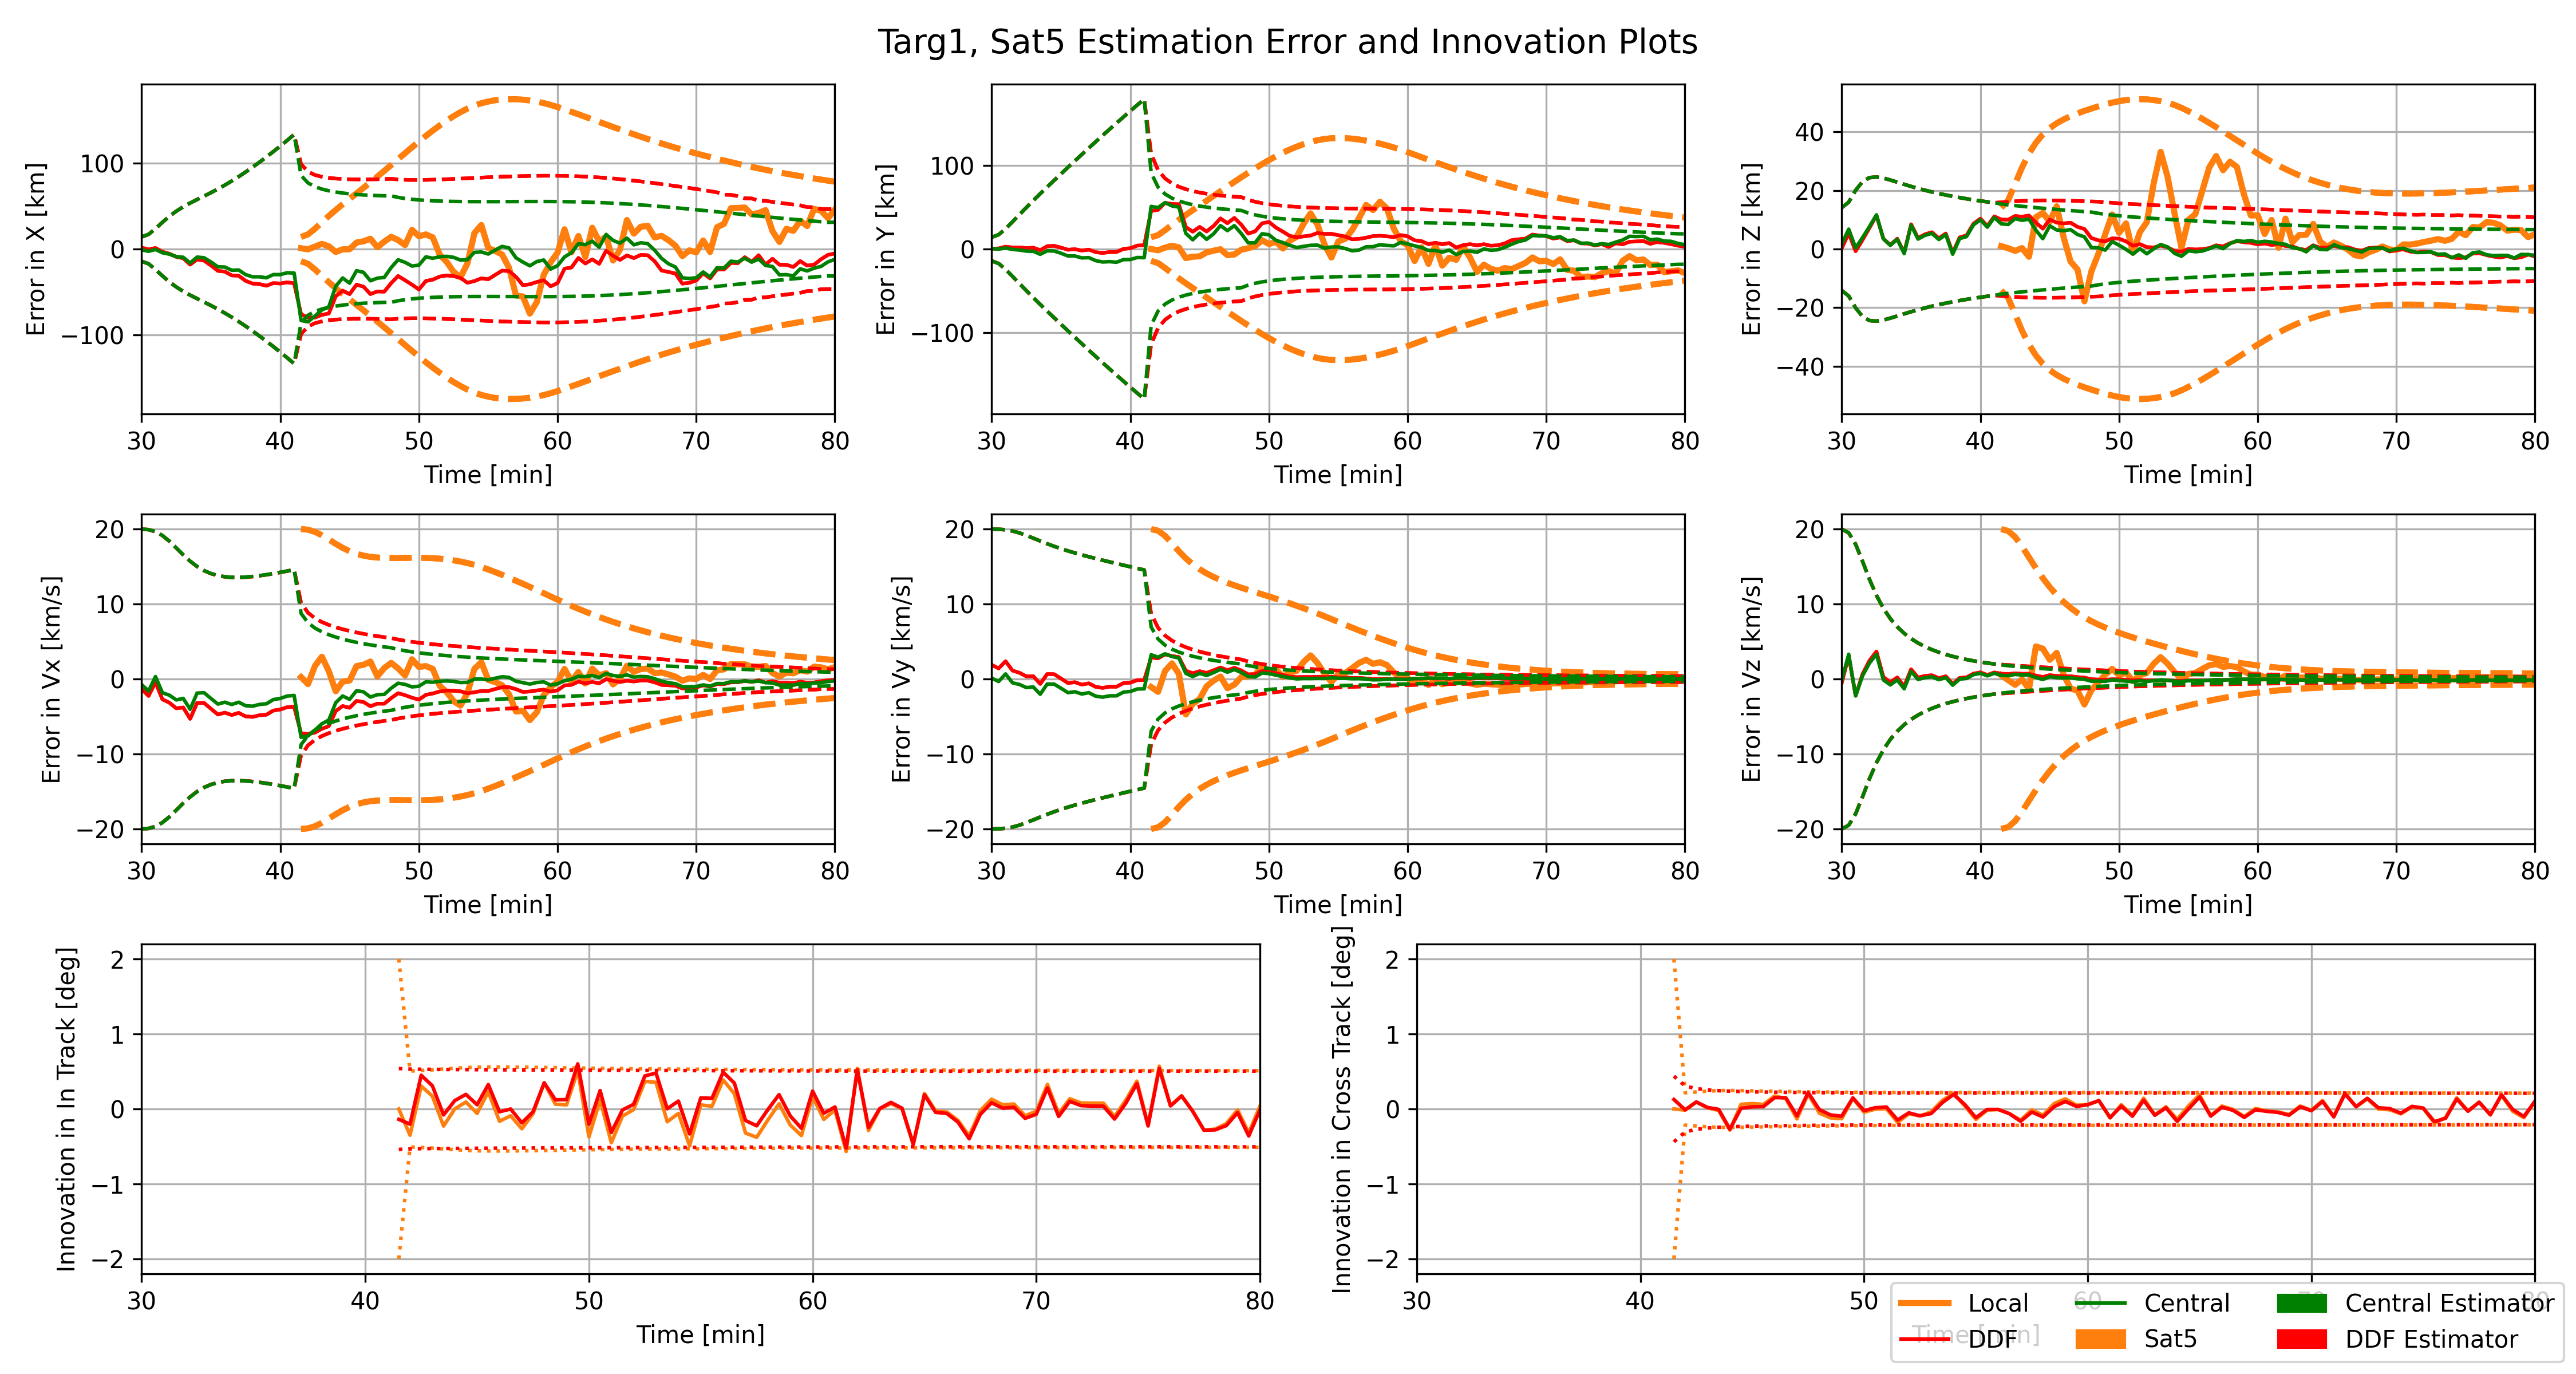 Targ1, Sat5 Estimation Error and Innovation Plots
Error in X [km]
100
0
−100
30 40 50 60 70 80
Time [min]
Error in Y [km]
100
0
−100
30 40 50 60 70 80
Time [min]
Error in Z [km]
40
20
0
−20
−40
30 40 50 60 70 80
Time [min]
Error in Vx [km/s]
20
10
0
−10
−20
30 40 50 60 70 80
Time [min]
Error in Vy [km/s]
20
10
0
−10
−20
30 40 50 60 70 80
Time [min]
Error in Vz [km/s]
20
10
0
−10
−20
30 40 50 60 70 80
Time [min]
Innovation in In Track [deg]
2
1
0
−1
−2
30 40 50 60 70 80
Time [min]
Innovation in Cross Track [deg]
2
1
0
−1
−2
30 40 50 60 70 80
Time [min]
Local Central Central Estimator
DDF Sat5 DDF Estimator